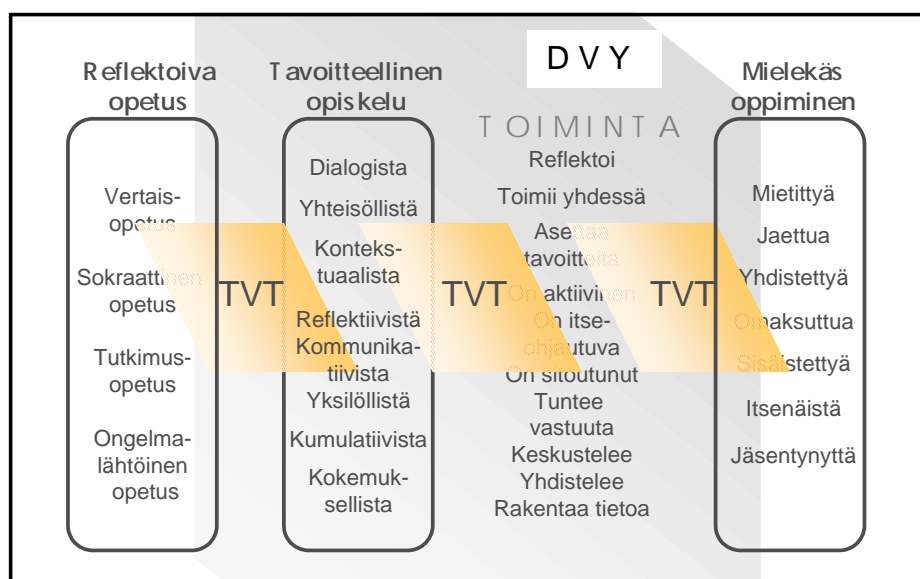 Reflektoiva
opetus
Vertais-
opetus
Sokraattinen
opetus
Tutkimus-
opetus
Ongelma-
lähtöinen
opetus
TVT
Tavoitteellinen
opiskelu
Dialogista
Yhteisöllistä
Konteks-
tuaalista
Reflektiivistä
Kommunika-
tiivista
Yksilöllistä
Kumulatiivista
Kokemuk-
sellista
TVT
DVY
TOIMINTA
Reflektoi
Toimii yhdessä
Asettaa
tavoitteita
On aktiivinen
On itse-
ohjautuva
On sitoutunut
Tuntee
vastuuta
Keskustelee
Yhdistelee
Rakentaa tietoa
TVT
Mielekäs
oppiminen
Mietittyä
Jaettua
Yhdistettyä
Omaksuttua
Sisäistettyä
Itsenäistä
Jäsentynyttä